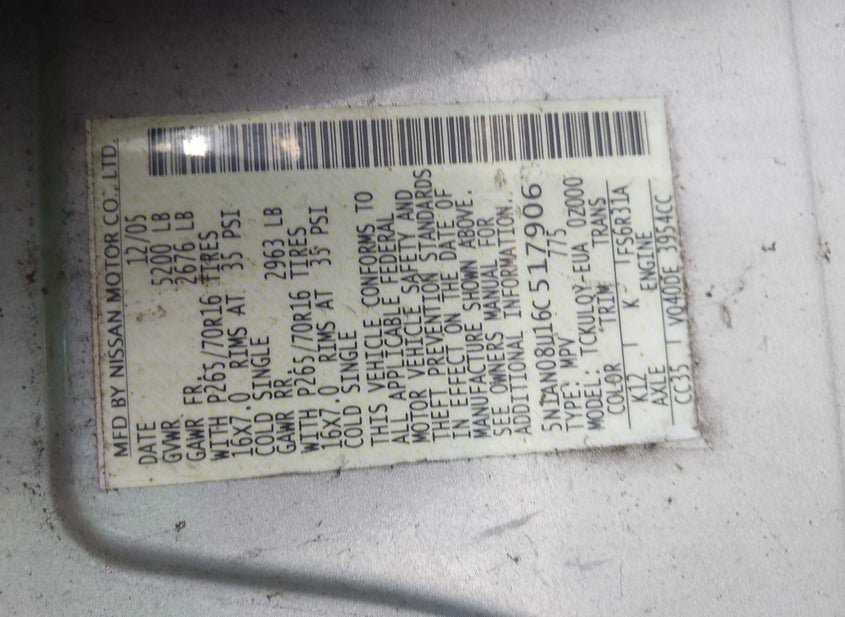 MFD BY NISSAN MOTOR CO., LTD.
DATE 12/05
GVWR 5200 LB
GAWR FR. 2676 LB
WITH P265/70R16 TIRES
16X7.0 RIMS AT 35 PSI
COLD SINGLE
GAWR RR. 2963 LB
WITH P265/70R16 TIRES
16X7.0 RIMS AT 35 PSI
COLD SINGLE
THIS VEHICLE CONFORMS TO
ALL APPLICABLE FEDERAL
MOTOR VEHICLE SAFETY AND
THEFT PREVENTION STANDARDS
IN EFFECT ON THE DATE OF
MANUFACTURE SHOWN ABOVE.
SEE OWNERS MANUAL FOR
ADDITIONAL INFORMATION.
5N1AN08U16C517906
TYPE: MPV 775
MODEL: TCKULQY-EUA 0Z000
COLOR TRIM TRANS
K12 K FS6R31A
AXLE ENGINE
CC35 VQ40DE 3954CC